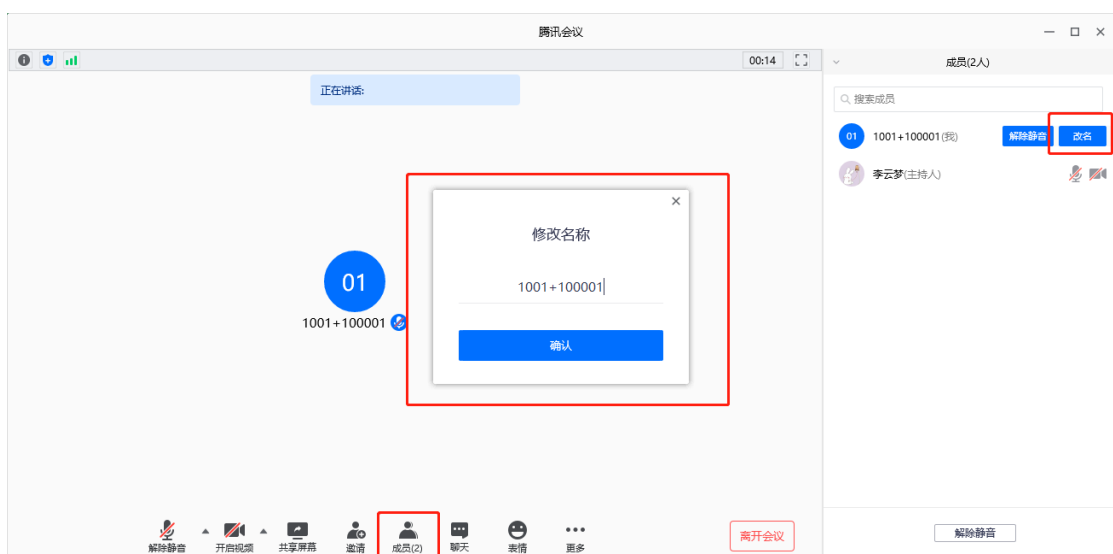 腾讯会议
00:14
成员(2人)
正在讲话:
搜索成员
01 1001+100001(我) 解除静音 改名
李云梦(主持人)
修改名称
1001+100001
确认
01
1001+100001
解除静音 开启视频 共享屏幕 邀请 成员(2) 聊天 表情 更多 离开会议
解除静音